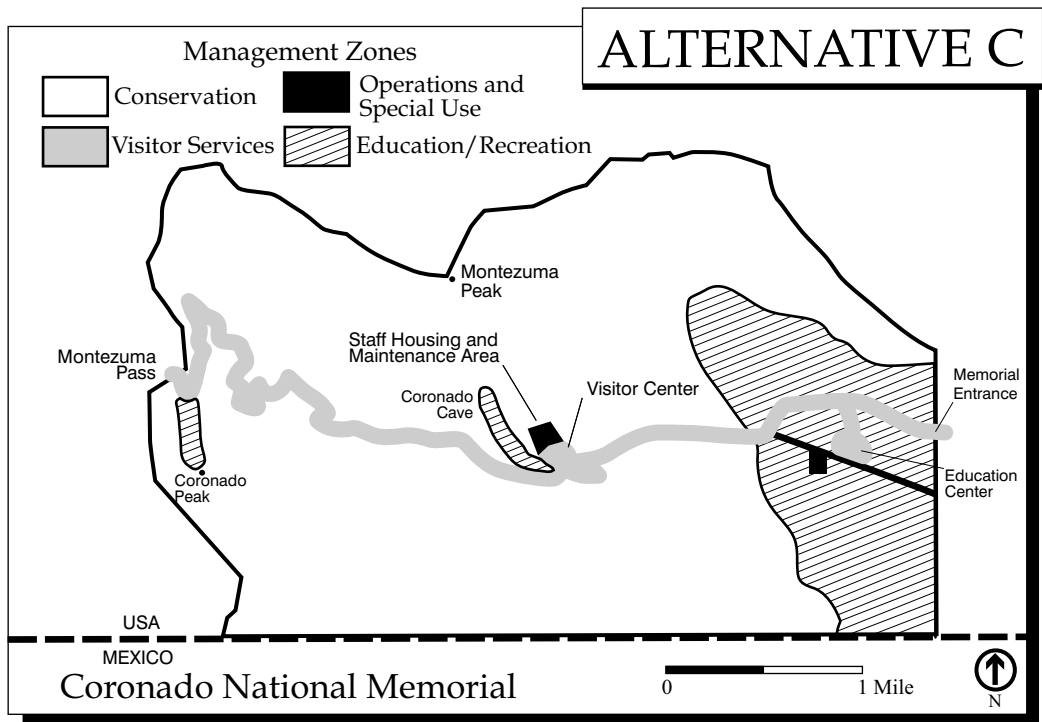 ALTERNATIVE C
Management Zones
Conservation
Operations and
Special Use
Visitor Services
Education/Recreation
Montezuma
Peak
Staff Housing and
Maintenance Area
Montezuma
Pass
Visitor Center
Memorial
Entrance
Coronado
Cave
Coronado
Peak
Education
Center
USA
MEXICO
Coronado National Memorial
0
1 Mile
N